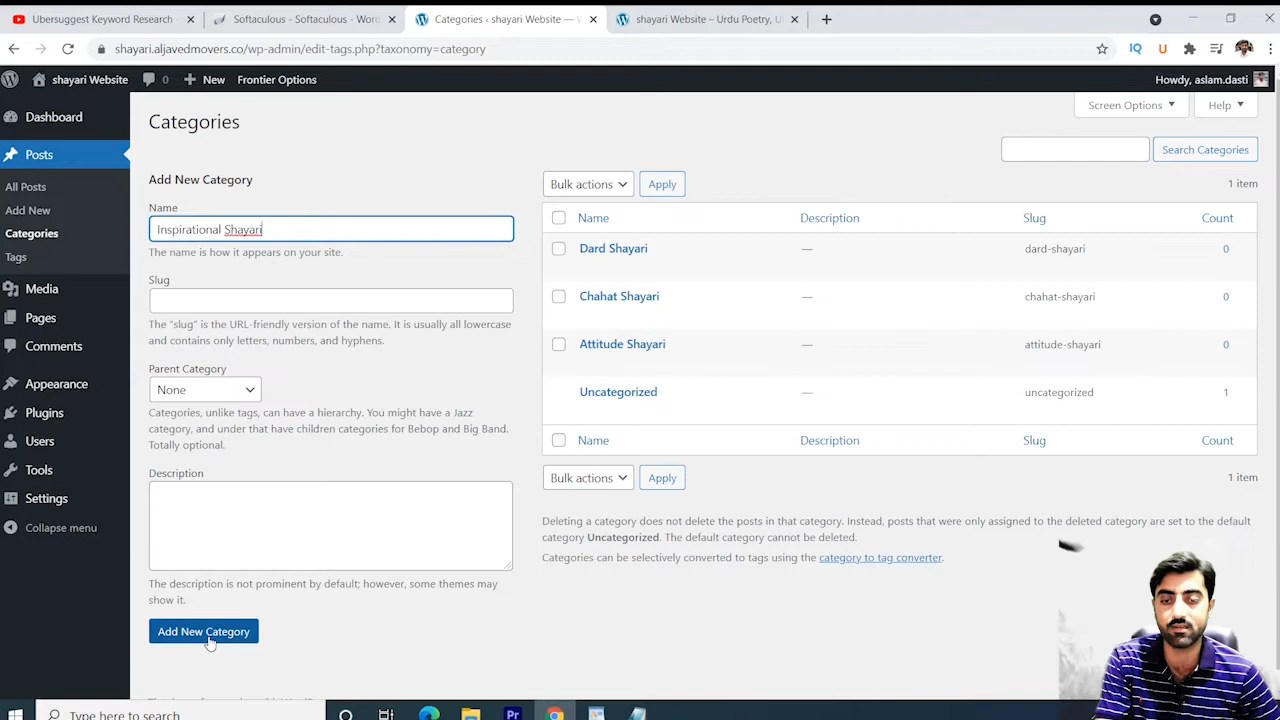 Ubersuggest Keyword Research -
Softaculous - Softaculous - Wor
Categories ‹ shayari Website —
shayari Website – Urdu Poetry, U
shayari.aljavedmovers.co/wp-admin/edit-tags.php?taxonomy=category
IQ
U
shayari Website
0
New
Frontier Options
Howdy, aslam.dasti
Dashboard
Posts
All Posts
Add New
Categories
Tags
Media
Pages
Comments
Appearance
Plugins
Users
Tools
Settings
Collapse menu
Screen Options
Help
Categories
Search Categories
Add New Category
Name
Inspirational Shayari
The name is how it appears on your site.
Slug
The “slug” is the URL-friendly version of the name. It is usually all lowercase
and contains only letters, numbers, and hyphens.
Parent Category
None
Categories, unlike tags, can have a hierarchy. You might have a Jazz
category, and under that have children categories for Bebop and Big Band.
Totally optional.
Description
The description is not prominent by default; however, some themes may
show it.
Add New Category
Bulk actions
Apply
1 item
Name Description Slug Count
Dard Shayari — dard-shayari 0
Chahat Shayari — chahat-shayari 0
Attitude Shayari — attitude-shayari 0
Uncategorized — uncategorized 1
Name Description Slug Count
Bulk actions
Apply
1 item
Deleting a category does not delete the posts in that category. Instead, posts that were only assigned to the deleted category are set to the default
category Uncategorized. The default category cannot be deleted.
Categories can be selectively converted to tags using the category to tag converter.
Type here to search
Pr